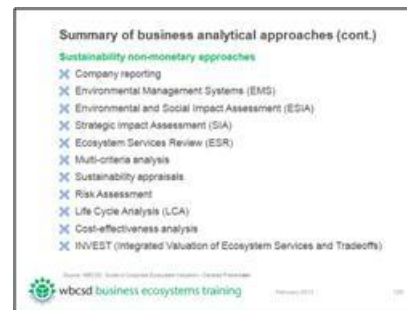 Summary of business analytical approaches (cont.)
Sustainability non-monetary approaches
Company reporting
Environmental Management Systems (EMS)
Environmental and Social Impact Assessment (ESIA)
Strategic Impact Assessment (SIA)
Ecosystem Services Review (ESR)
Multi-criteria analysis
Sustainability appraisals
Risk Assessment
Life Cycle Analysis (LCA)
Cost-effectiveness analysis
INVEST (Integrated Valuation of Ecosystem Services and Tradeoffs)
wbcsd business ecosystems training